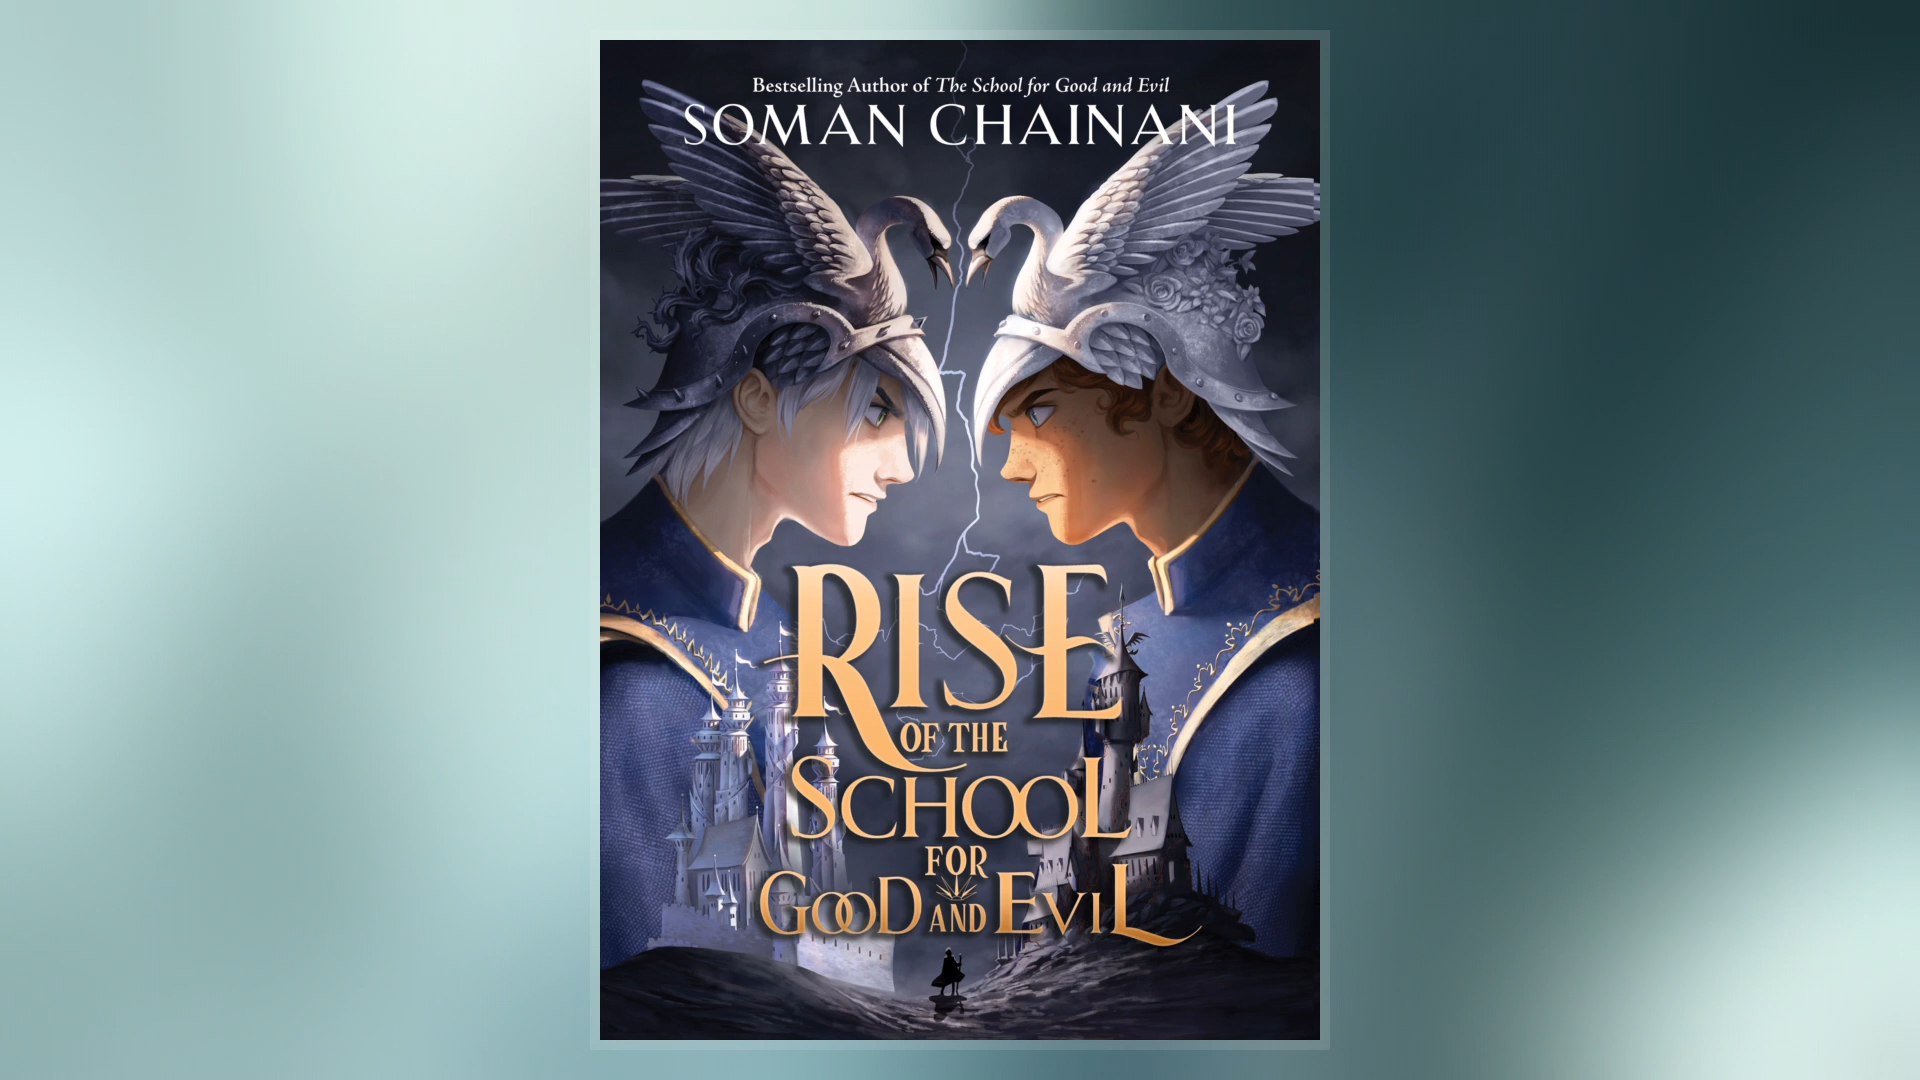 Bestselling Author of The School for Good and Evil
SOMAN CHAINANI
RISE
OF THE
SCHOOL
FOR
GOOD AND EVIL